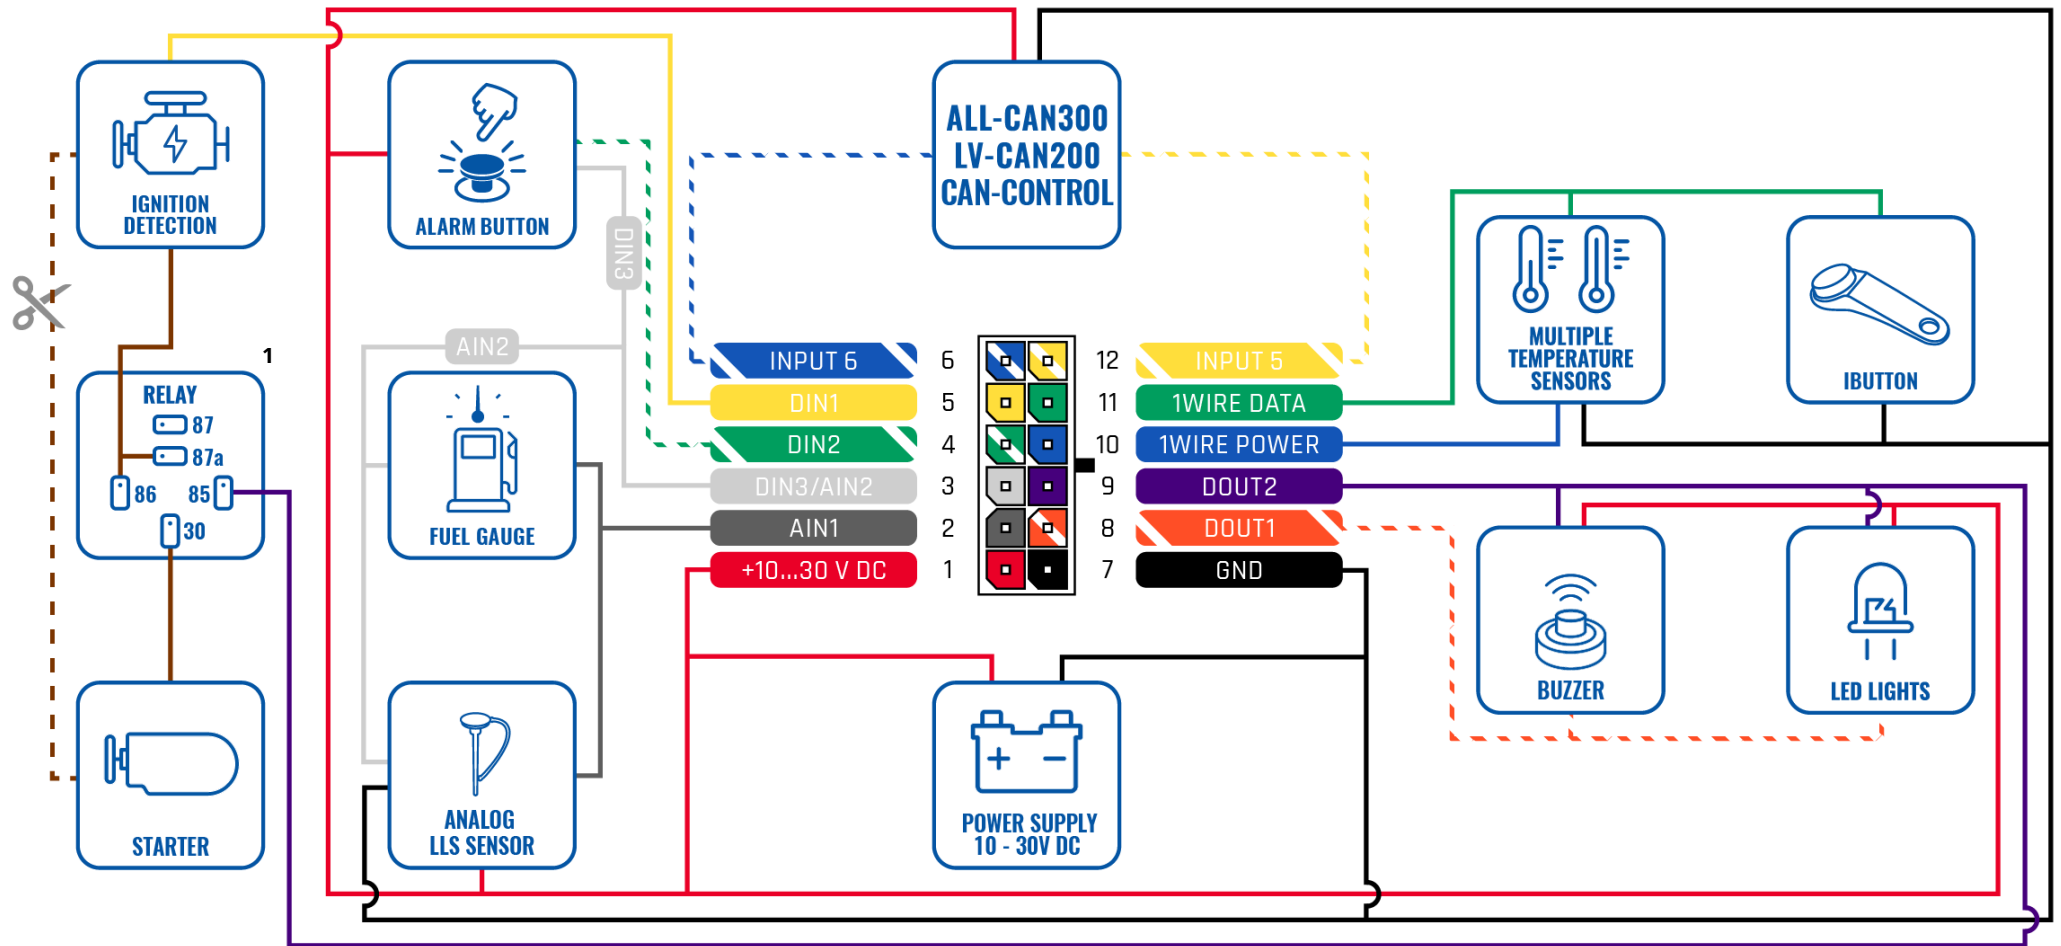 IGNITION
DETECTION
ALARM BUTTON
ALL-CAN300
LV-CAN200
CAN-CONTROL
DIN3
AIN2
1
RELAY
87
87a
86
85
30
FUEL GAUGE
STARTER
ANALOG
LLS SENSOR
INPUT 6
6
12
INPUT 5
DIN1
5
11
1WIRE DATA
DIN2
4
10
1WIRE POWER
DIN3/AIN2
3
9
DOUT2
AIN1
2
8
DOUT1
+10...30 V DC
1
7
GND
POWER SUPPLY
10 - 30V DC
MULTIPLE
TEMPERATURE
SENSORS
IBUTTON
BUZZER
LED LIGHTS